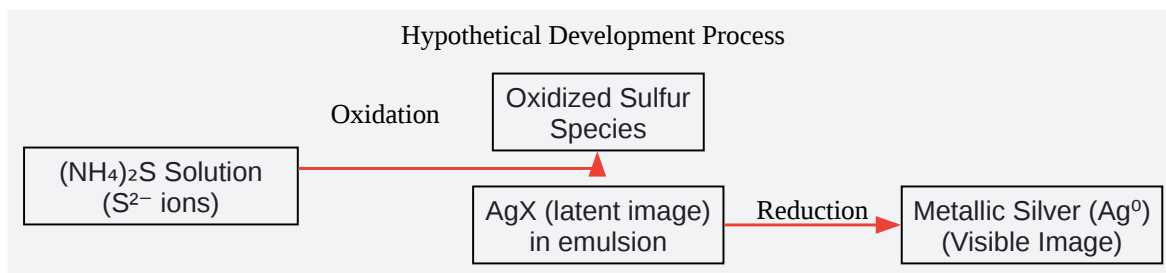 Hypothetical Development Process
Oxidation
Oxidized Sulfur
Species
(NH₄)₂S Solution
(S²⁻ ions)
AgX (latent image)
in emulsion
Reduction
Metallic Silver (Ag⁰)
(Visible Image)